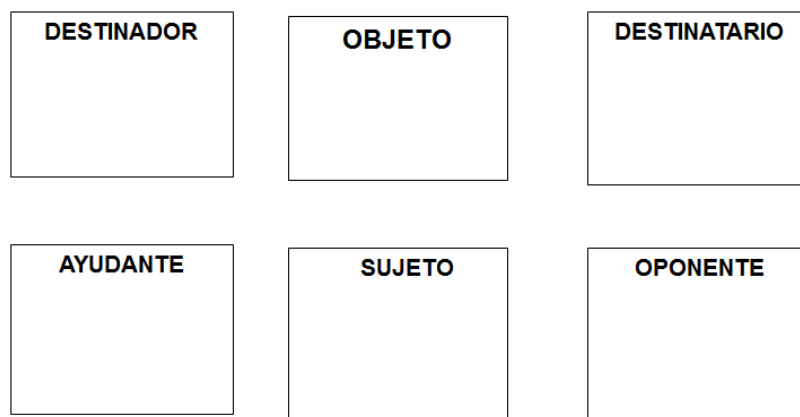 DESTINADOR
OBJETO
DESTINATARIO
AYUDANTE
SUJETO
OPONENTE